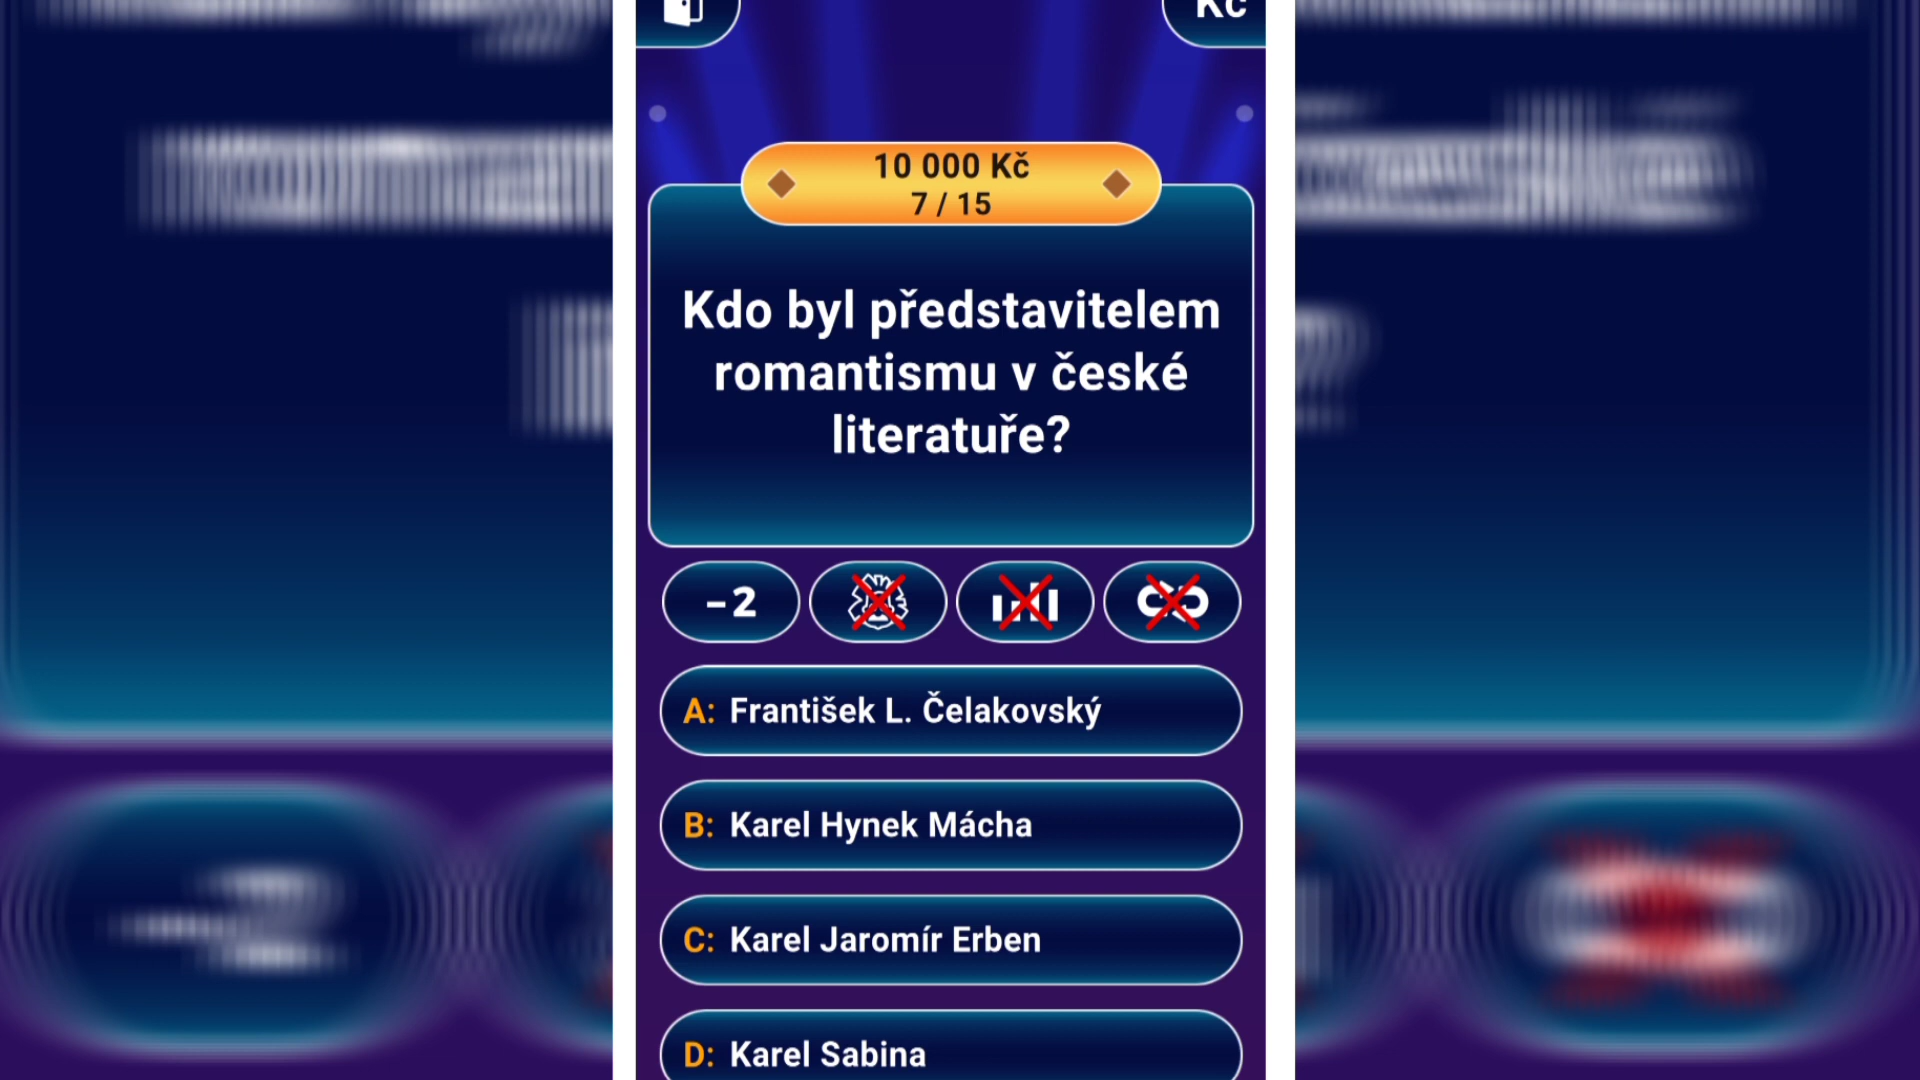 Kč
10 000 Kč
7 / 15
Kdo byl představitelem
romantismu v české
literatuře?
-2
A: František L. Čelakovský
B: Karel Hynek Mácha
C: Karel Jaromír Erben
D: Karel Sabina